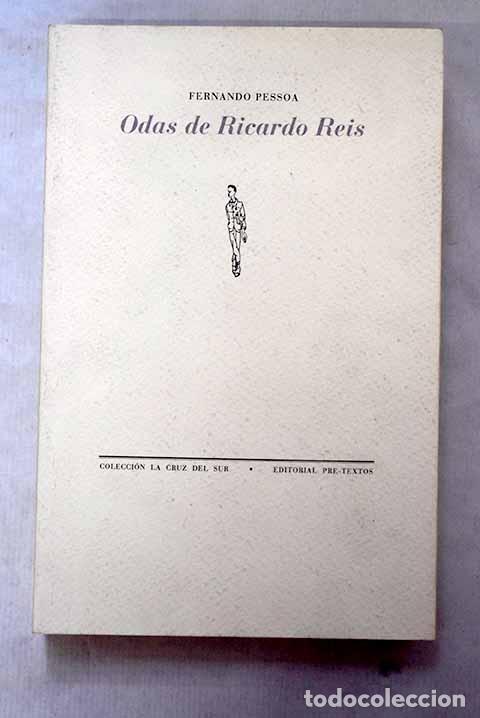 FERNANDO PESSOA
Odas de Ricardo Reis
COLECCIÓN LA CRUZ DEL SUR • EDITORIAL PRE-TEXTOS
todocoleccion